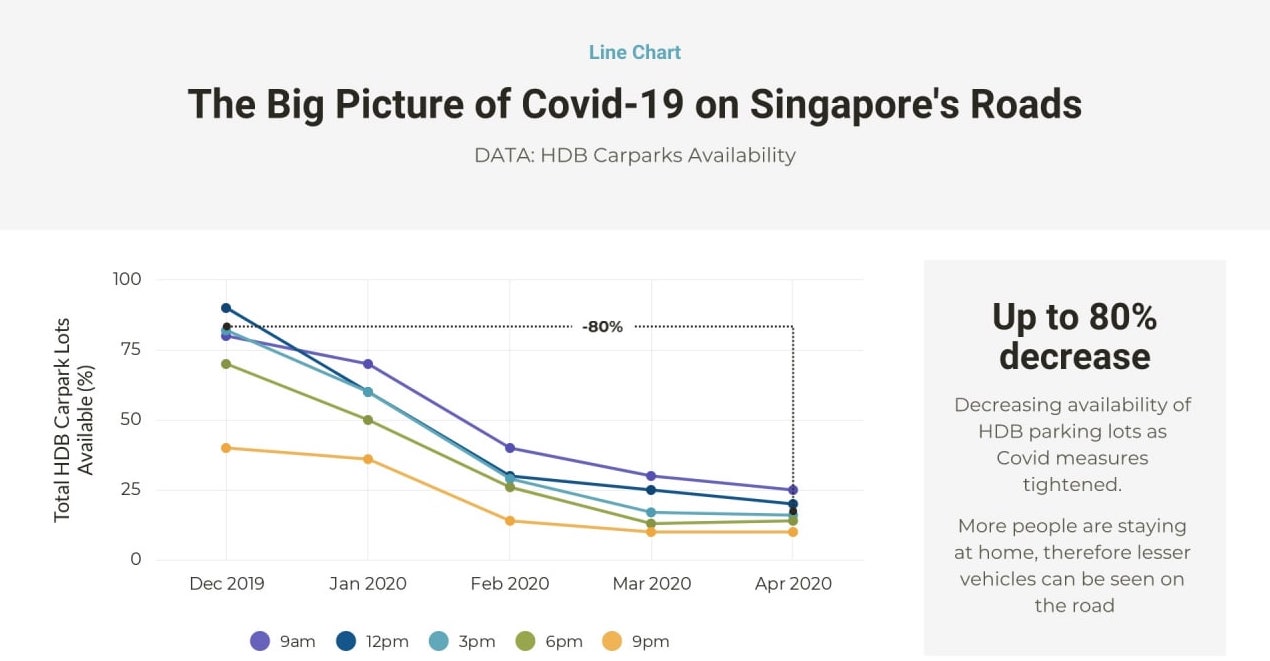 Line Chart
The Big Picture of Covid-19 on Singapore's Roads
DATA: HDB Carparks Availability
Total HDB Carpark Lots
Available (%)
100
75
50
25
0
-80%
Dec 2019 Jan 2020 Feb 2020 Mar 2020 Apr 2020
9am 12pm 3pm 6pm 9pm
Up to 80%
decrease
Decreasing availability of
HDB parking lots as
Covid measures
tightened.
More people are staying
at home, therefore lesser
vehicles can be seen on
the road